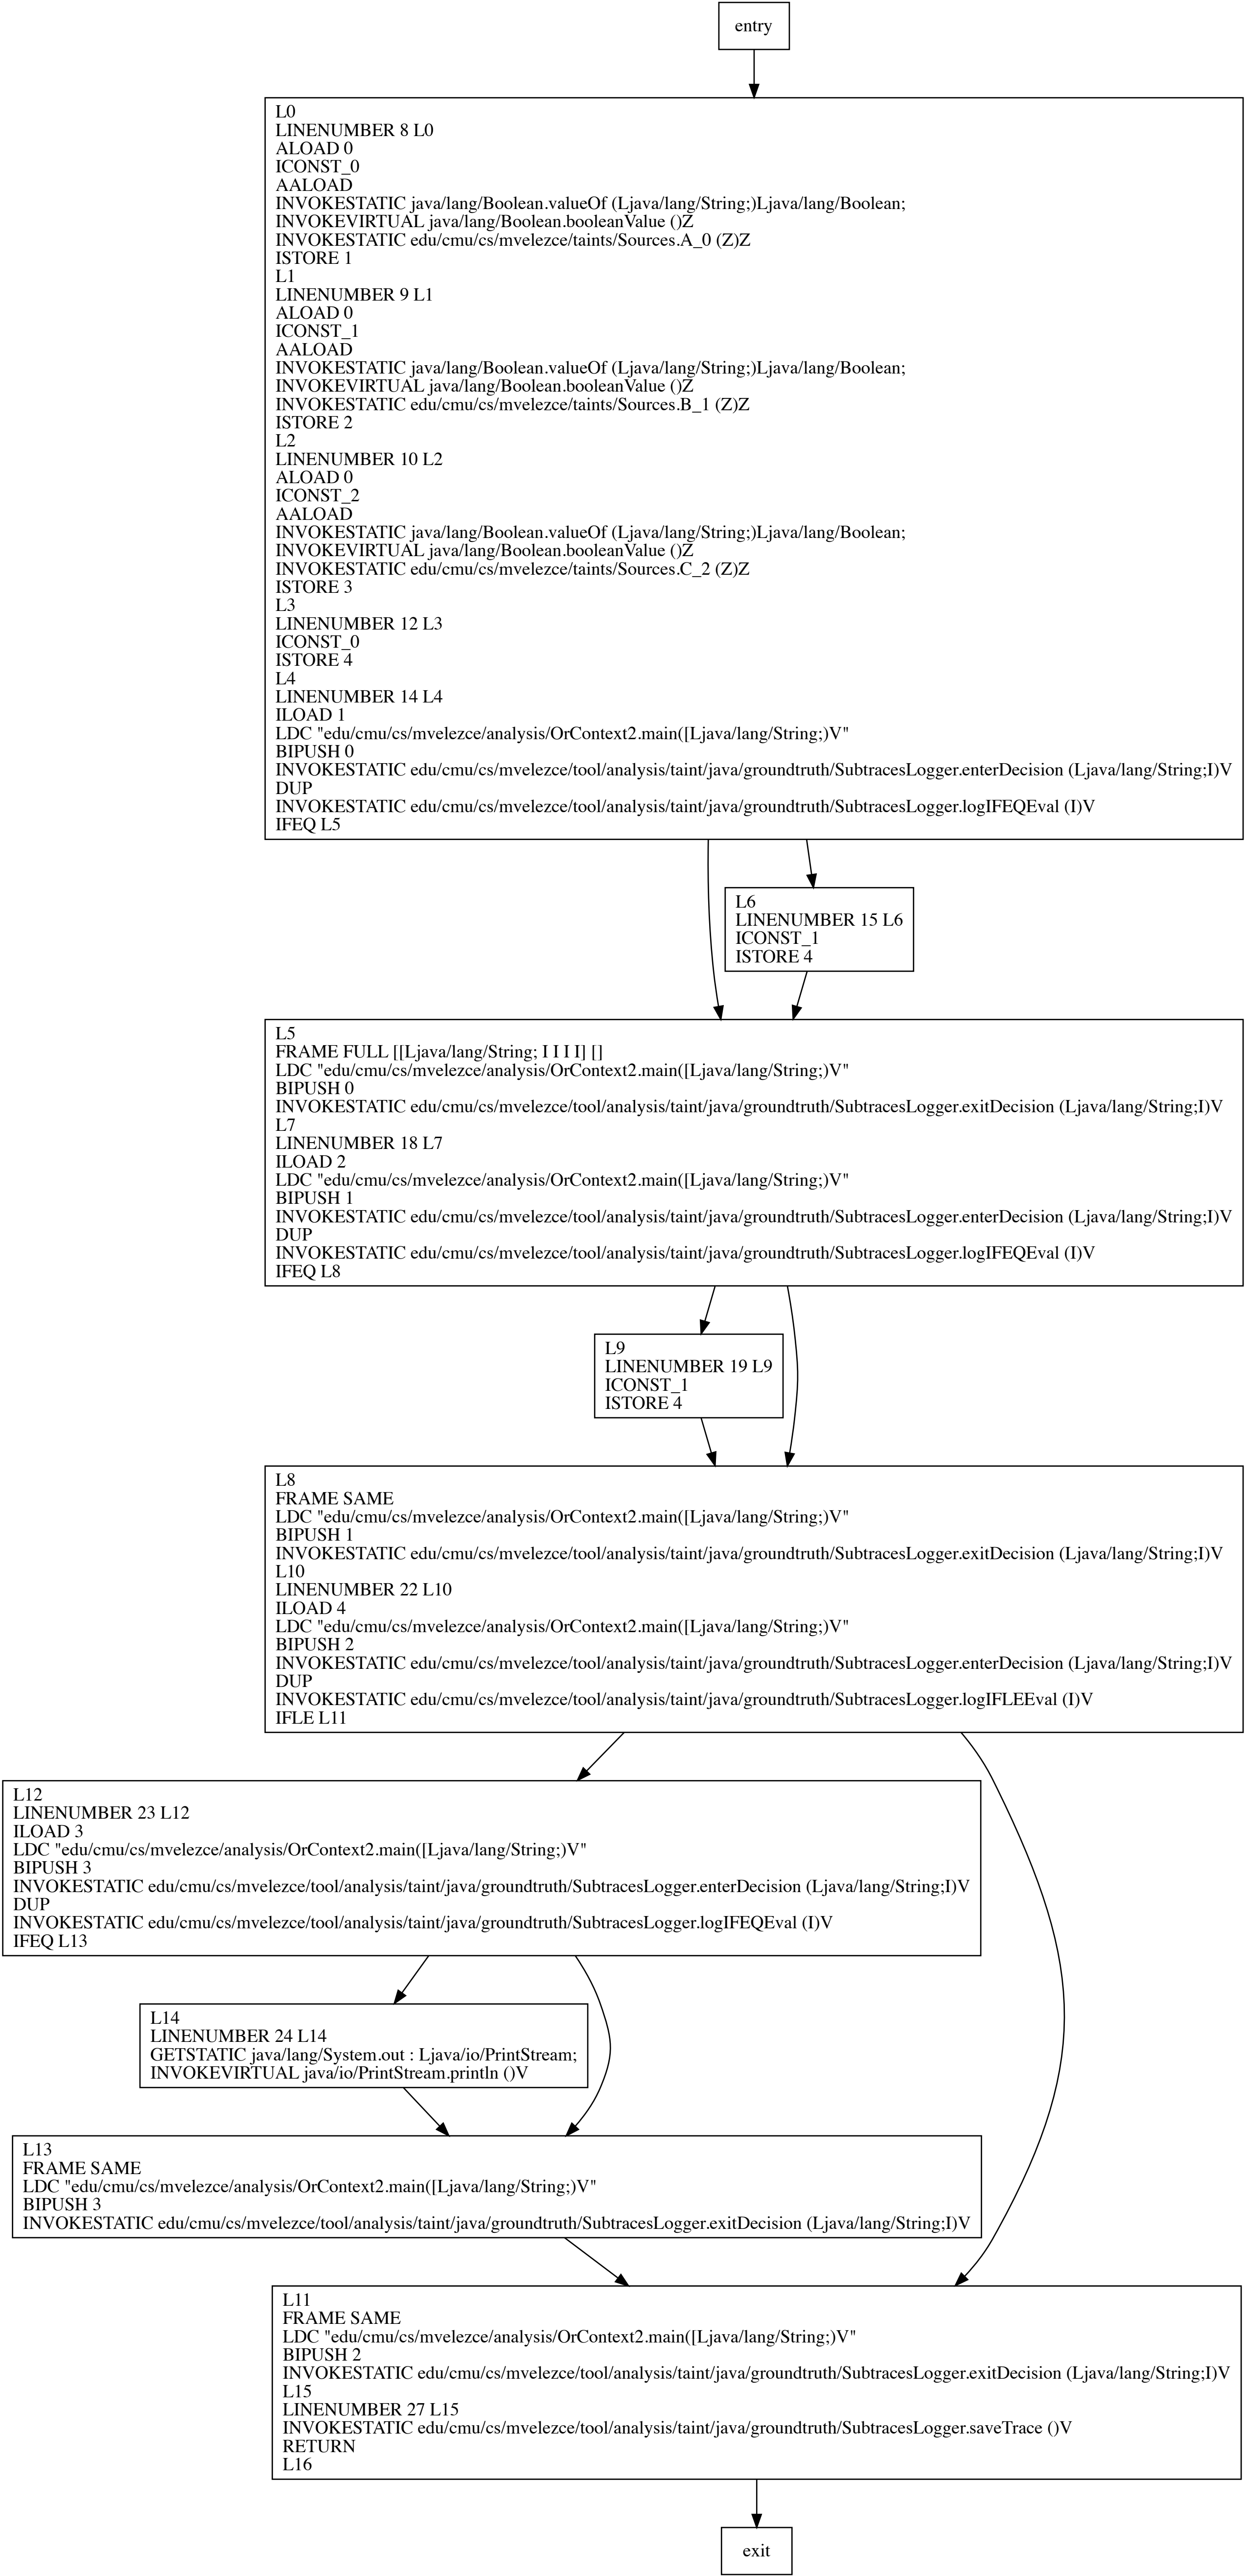 entry
L0
LINENUMBER 8 L0
ALOAD 0
ICONST_0
AALOAD
INVOKESTATIC java/lang/Boolean.valueOf (Ljava/lang/String;)Ljava/lang/Boolean;
INVOKEVIRTUAL java/lang/Boolean.booleanValue ()Z
INVOKESTATIC edu/cmu/cs/mvelezce/taints/Sources.A_0 (Z)Z
ISTORE 1
L1
LINENUMBER 9 L1
ALOAD 0
ICONST_1
AALOAD
INVOKESTATIC java/lang/Boolean.valueOf (Ljava/lang/String;)Ljava/lang/Boolean;
INVOKEVIRTUAL java/lang/Boolean.booleanValue ()Z
INVOKESTATIC edu/cmu/cs/mvelezce/taints/Sources.B_1 (Z)Z
ISTORE 2
L2
LINENUMBER 10 L2
ALOAD 0
ICONST_2
AALOAD
INVOKESTATIC java/lang/Boolean.valueOf (Ljava/lang/String;)Ljava/lang/Boolean;
INVOKEVIRTUAL java/lang/Boolean.booleanValue ()Z
INVOKESTATIC edu/cmu/cs/mvelezce/taints/Sources.C_2 (Z)Z
ISTORE 3
L3
LINENUMBER 12 L3
ICONST_0
ISTORE 4
L4
LINENUMBER 14 L4
ILOAD 1
LDC "edu/cmu/cs/mvelezce/analysis/OrContext2.main([Ljava/lang/String;)V"
BIPUSH 0
INVOKESTATIC edu/cmu/cs/mvelezce/tool/analysis/taint/java/groundtruth/SubtracesLogger.enterDecision (Ljava/lang/String;I)V
DUP
INVOKESTATIC edu/cmu/cs/mvelezce/tool/analysis/taint/java/groundtruth/SubtracesLogger.logIFEQEval (I)V
IFEQ L5
L6
LINENUMBER 15 L6
ICONST_1
ISTORE 4
L5
FRAME FULL [[Ljava/lang/String; I I I I] []
LDC "edu/cmu/cs/mvelezce/analysis/OrContext2.main([Ljava/lang/String;)V"
BIPUSH 0
INVOKESTATIC edu/cmu/cs/mvelezce/tool/analysis/taint/java/groundtruth/SubtracesLogger.exitDecision (Ljava/lang/String;I)V
L7
LINENUMBER 18 L7
ILOAD 2
LDC "edu/cmu/cs/mvelezce/analysis/OrContext2.main([Ljava/lang/String;)V"
BIPUSH 1
INVOKESTATIC edu/cmu/cs/mvelezce/tool/analysis/taint/java/groundtruth/SubtracesLogger.enterDecision (Ljava/lang/String;I)V
DUP
INVOKESTATIC edu/cmu/cs/mvelezce/tool/analysis/taint/java/groundtruth/SubtracesLogger.logIFEQEval (I)V
IFEQ L8
L9
LINENUMBER 19 L9
ICONST_1
ISTORE 4
L8
FRAME SAME
LDC "edu/cmu/cs/mvelezce/analysis/OrContext2.main([Ljava/lang/String;)V"
BIPUSH 1
INVOKESTATIC edu/cmu/cs/mvelezce/tool/analysis/taint/java/groundtruth/SubtracesLogger.exitDecision (Ljava/lang/String;I)V
L10
LINENUMBER 22 L10
ILOAD 4
LDC "edu/cmu/cs/mvelezce/analysis/OrContext2.main([Ljava/lang/String;)V"
BIPUSH 2
INVOKESTATIC edu/cmu/cs/mvelezce/tool/analysis/taint/java/groundtruth/SubtracesLogger.enterDecision (Ljava/lang/String;I)V
DUP
INVOKESTATIC edu/cmu/cs/mvelezce/tool/analysis/taint/java/groundtruth/SubtracesLogger.logIFLEEval (I)V
IFLE L11
L12
LINENUMBER 23 L12
ILOAD 3
LDC "edu/cmu/cs/mvelezce/analysis/OrContext2.main([Ljava/lang/String;)V"
BIPUSH 3
INVOKESTATIC edu/cmu/cs/mvelezce/tool/analysis/taint/java/groundtruth/SubtracesLogger.enterDecision (Ljava/lang/String;I)V
DUP
INVOKESTATIC edu/cmu/cs/mvelezce/tool/analysis/taint/java/groundtruth/SubtracesLogger.logIFEQEval (I)V
IFEQ L13
L14
LINENUMBER 24 L14
GETSTATIC java/lang/System.out : Ljava/io/PrintStream;
INVOKEVIRTUAL java/io/PrintStream.println ()V
L13
FRAME SAME
LDC "edu/cmu/cs/mvelezce/analysis/OrContext2.main([Ljava/lang/String;)V"
BIPUSH 3
INVOKESTATIC edu/cmu/cs/mvelezce/tool/analysis/taint/java/groundtruth/SubtracesLogger.exitDecision (Ljava/lang/String;I)V
L11
FRAME SAME
LDC "edu/cmu/cs/mvelezce/analysis/OrContext2.main([Ljava/lang/String;)V"
BIPUSH 2
INVOKESTATIC edu/cmu/cs/mvelezce/tool/analysis/taint/java/groundtruth/SubtracesLogger.exitDecision (Ljava/lang/String;I)V
L15
LINENUMBER 27 L15
INVOKESTATIC edu/cmu/cs/mvelezce/tool/analysis/taint/java/groundtruth/SubtracesLogger.saveTrace ()V
RETURN
L16
exit